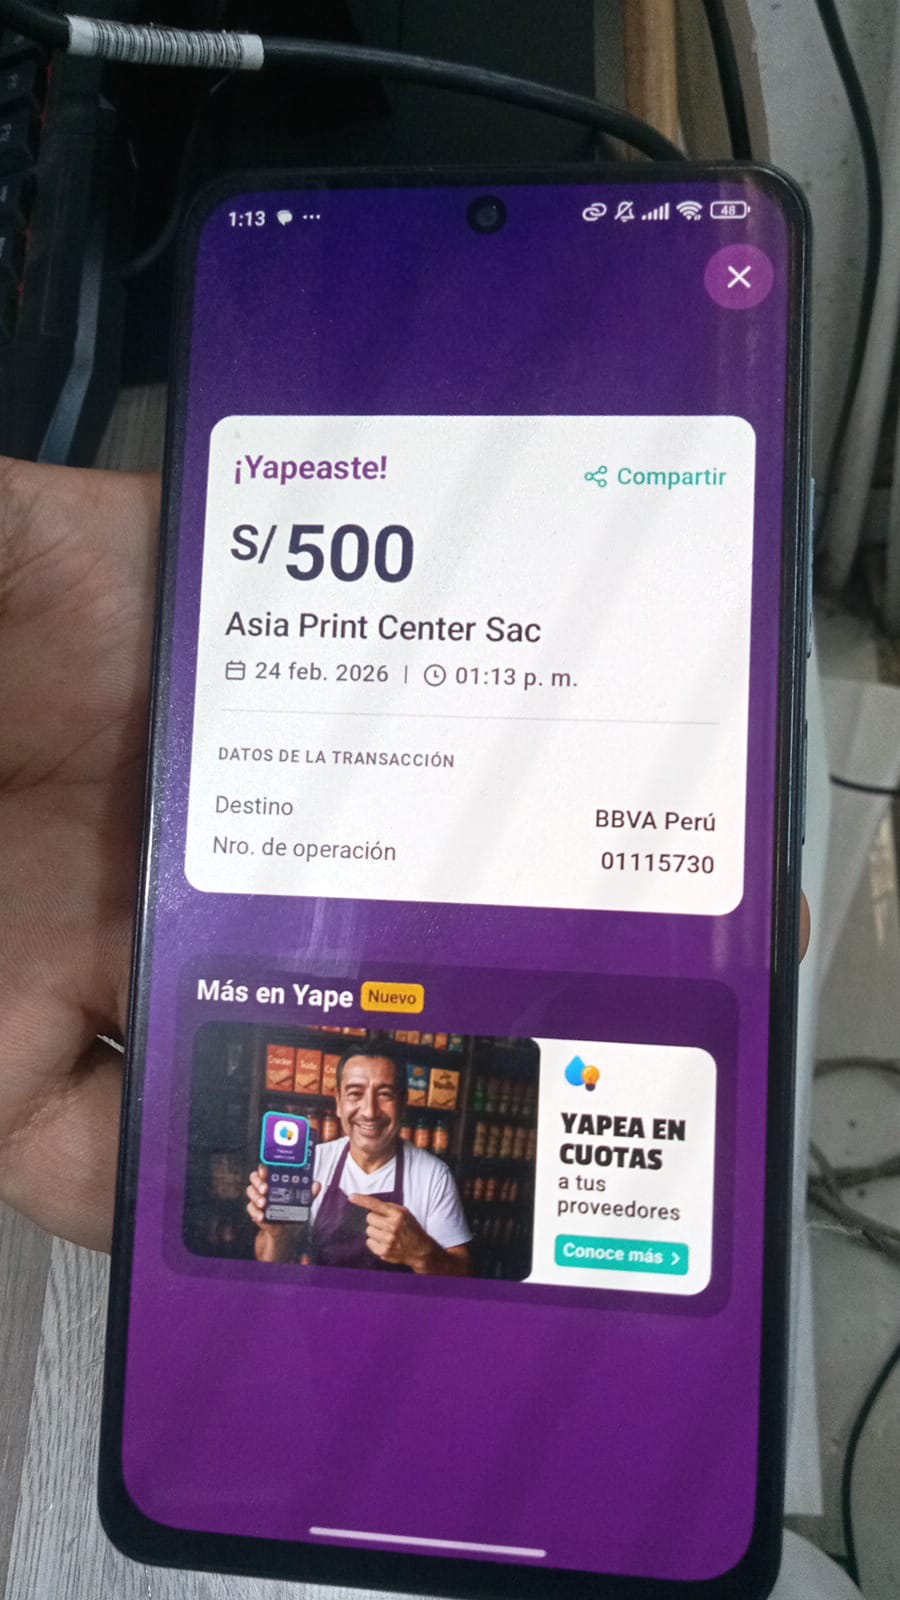 1:13 ...
48
¡Yapeaste!
Compartir
S/ 500
Asia Print Center Sac
24 feb. 2026 | 01:13 p. m.
DATOS DE LA TRANSACCIÓN
Destino BBVA Perú
Nro. de operación 01115730
Más en Yape Nuevo
YAPEA EN
CUOTAS
a tus
proveedores
Conoce más >